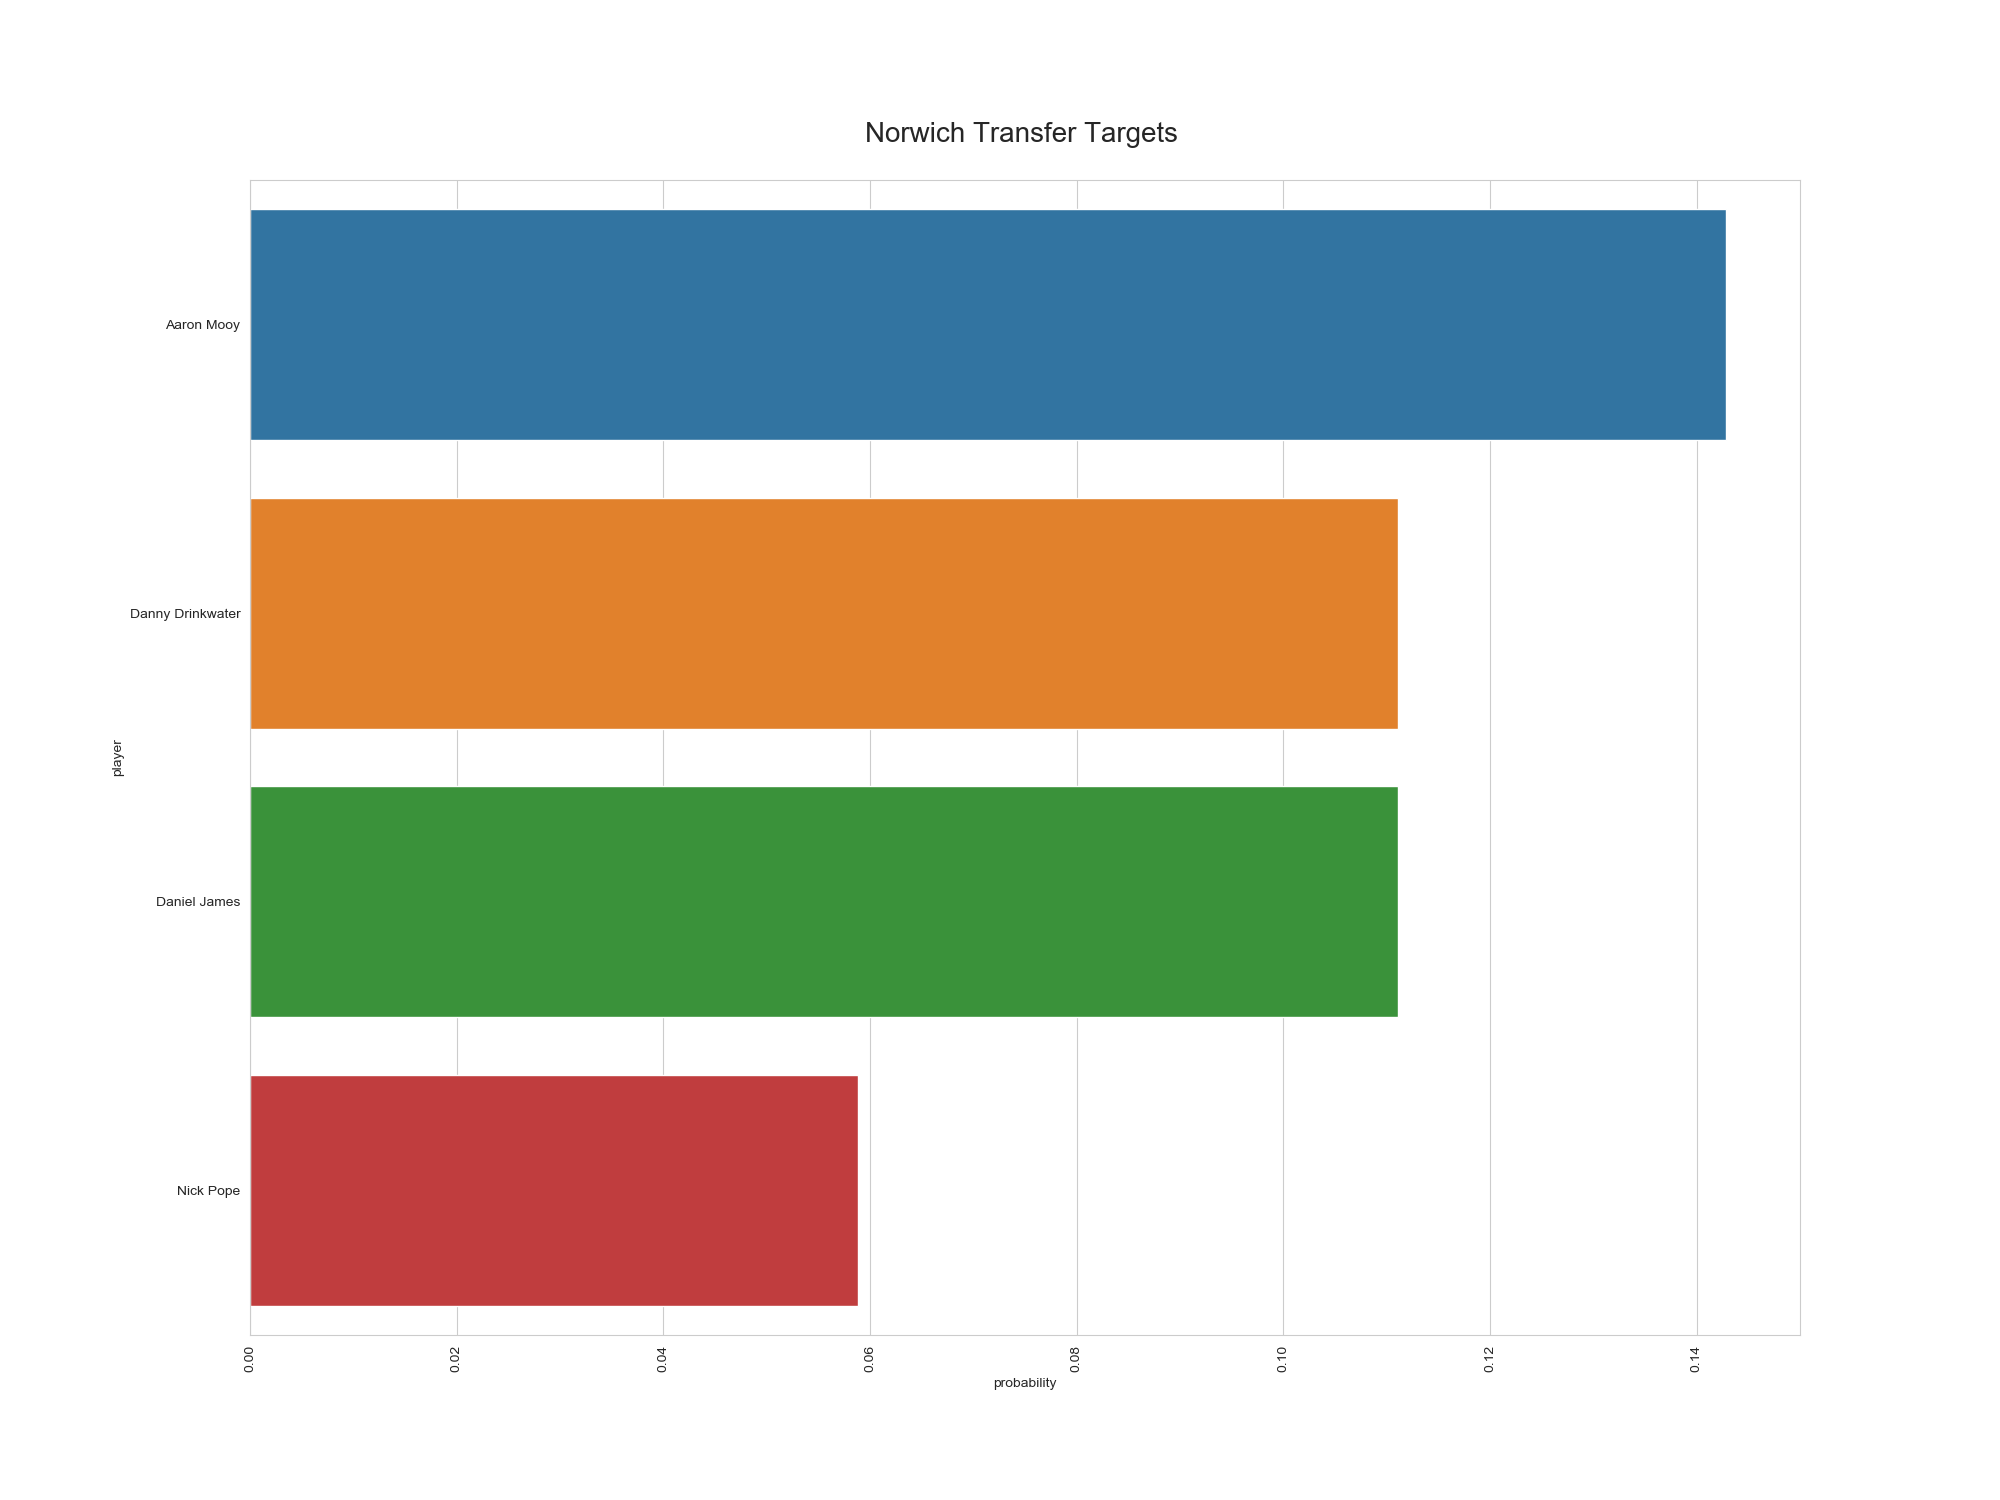 Norwich Transfer Targets
Aaron Mooy
Danny Drinkwater
Daniel James
Nick Pope
player
0.00 0.02 0.04 0.06 0.08 0.10 0.12 0.14
probability